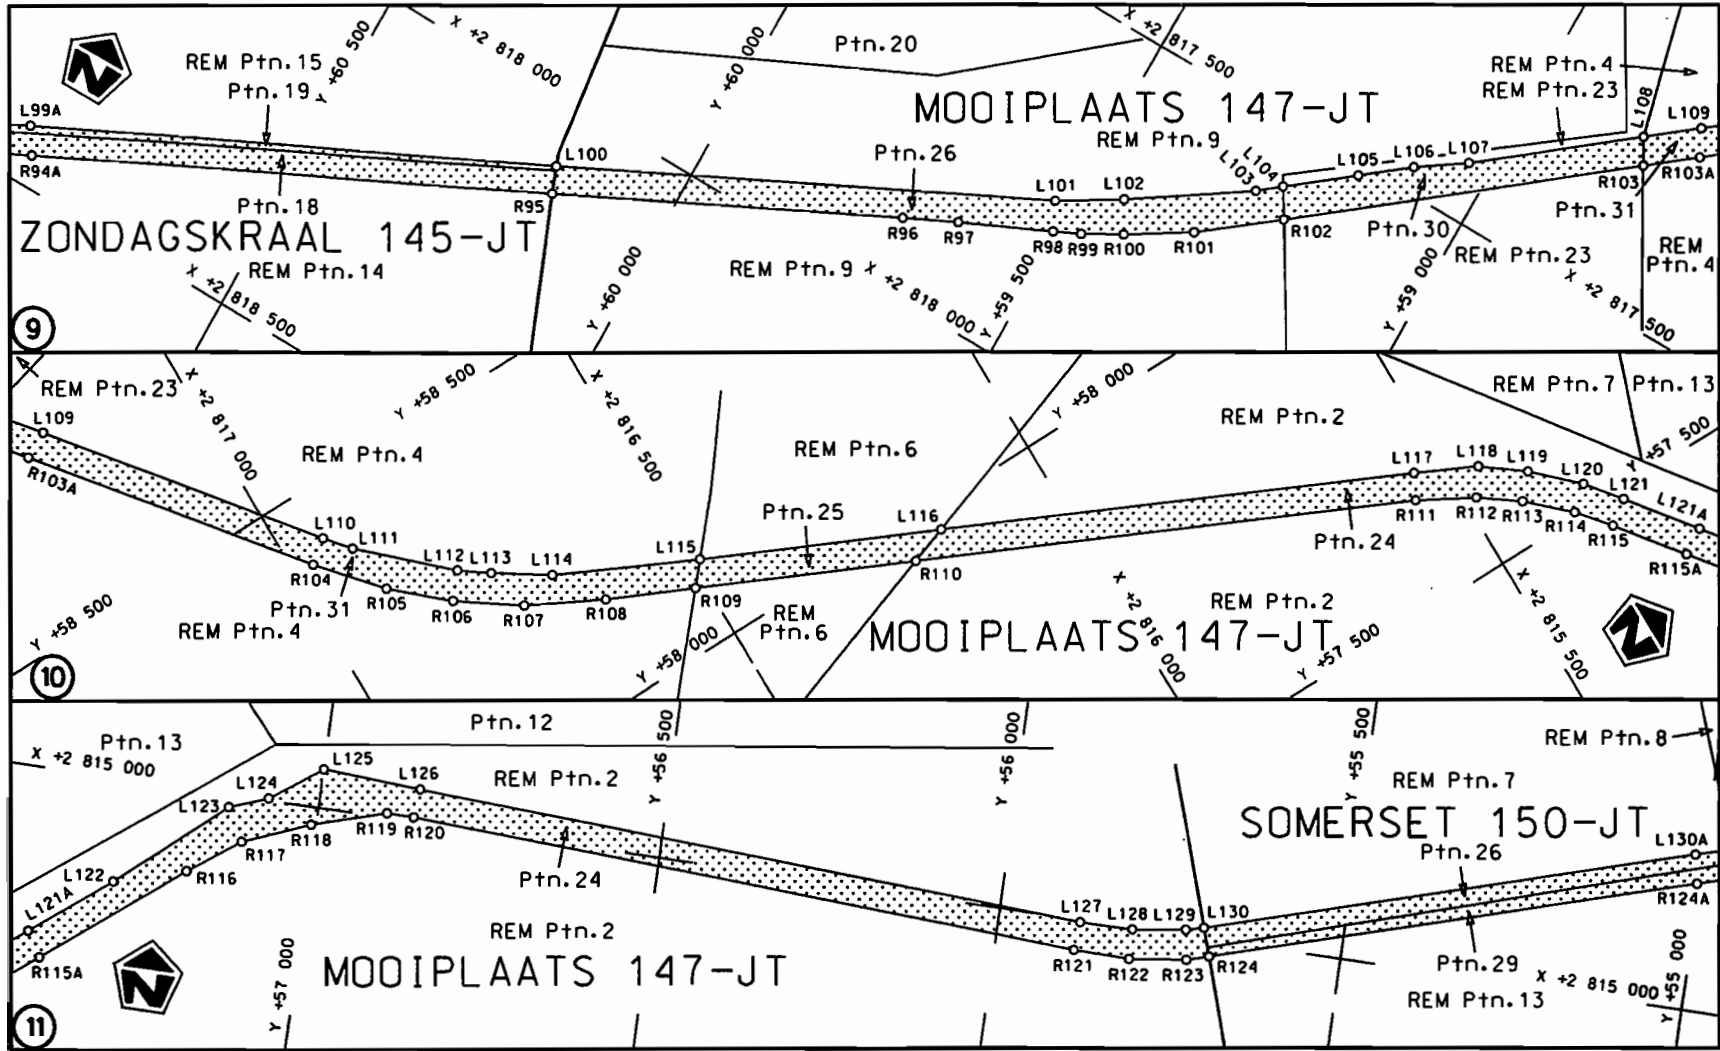 Y +60 500
X +2 818 000
Y +60 000
Ptn.20
X +2 817 500
REM Ptn.15
Ptn.19
REM Ptn.4
REM Ptn.23
MOOIPLAATS 147-JT
L99A
REM Ptn.9
L108
L109
R94A
L100
Ptn.26
L103
L104
L105
L106
L107
R103
R103A
Ptn.18
R95
L101
L102
Ptn.31
ZONDAGSKRAAL 145-JT
R96
R97
R98
R99
R100
R101
R102
Ptn.30
REM Ptn.14
REM Ptn.9
REM Ptn.23
REM
Ptn.4
X +2 818 500
Y +60 000
X +2 818 000
Y +59 500
Y +59 000
X +2 817 500
9
REM Ptn.23
X +2 817 000
Y +58 500
X +2 816 500
Y +58 000
REM Ptn.7
Ptn.13
L109
REM Ptn.4
REM Ptn.6
REM Ptn.2
Y +57 500
R103A
L117
L118
L119
L120
L121
L121A
L110
L111
Ptn.25
L116
Ptn.24
R111
R112
R113
R114
R115
R115A
L112
L113
L114
L115
R104
R105
R106
R107
R108
R109
R110
Ptn.31
Y +58 500
REM Ptn.4
REM
Ptn.6
REM Ptn.2
X +2 816 000
X +2 815 500
MOOIPLAATS 147-JT
Y +58 000
Y +57 500
10
Ptn.13
Ptn.12
Y +56 500
Y +56 000
Y +55 500
REM Ptn.8
X +2 815 000
L125
L126
REM Ptn.2
REM Ptn.7
L123
L124
SOMERSET 150-JT
R117
R118
R119
R120
Ptn.26
L130A
L122
R116
Ptn.24
R124A
L121A
L127
L128
L129
L130
REM Ptn.2
R115A
R121
R122
R123
R124
Ptn.29
MOOIPLAATS 147-JT
X +2 815 000
REM Ptn.13
Y +57 000
Y +55 000
11